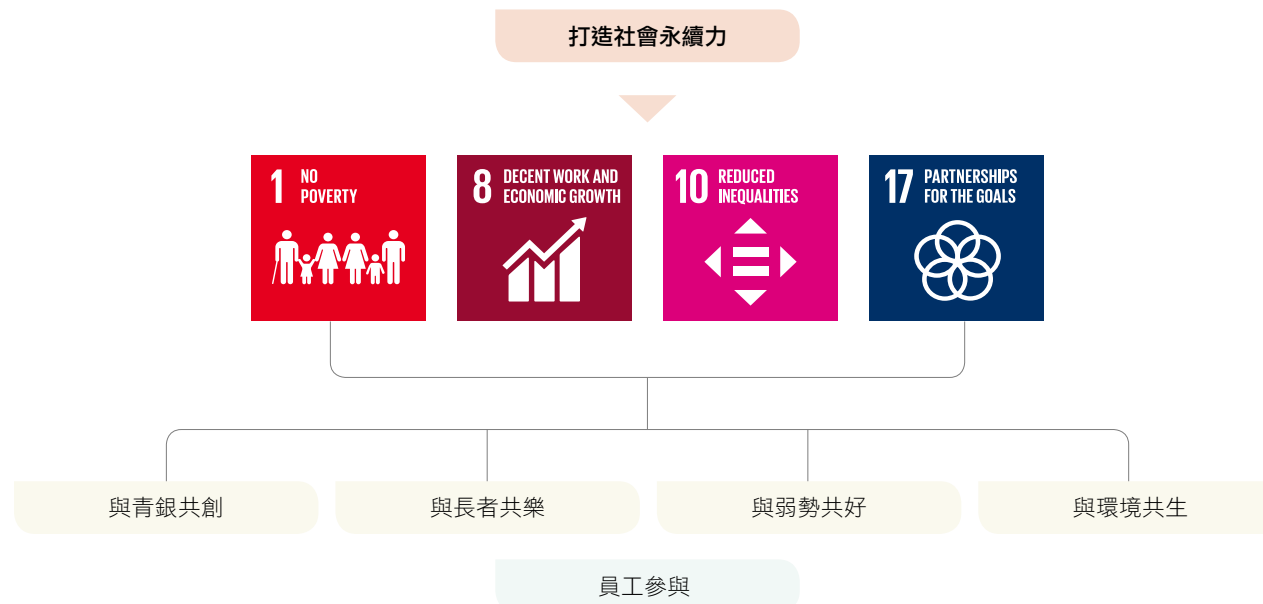 打造社會永續力
1 NO
POVERTY
8 DECENT WORK AND
ECONOMIC GROWTH
10 REDUCED
INEQUALITIES
17 PARTNERSHIPS
FOR THE GOALS
與青銀共創
與長者共樂
與弱勢共好
與環境共生
員工參與